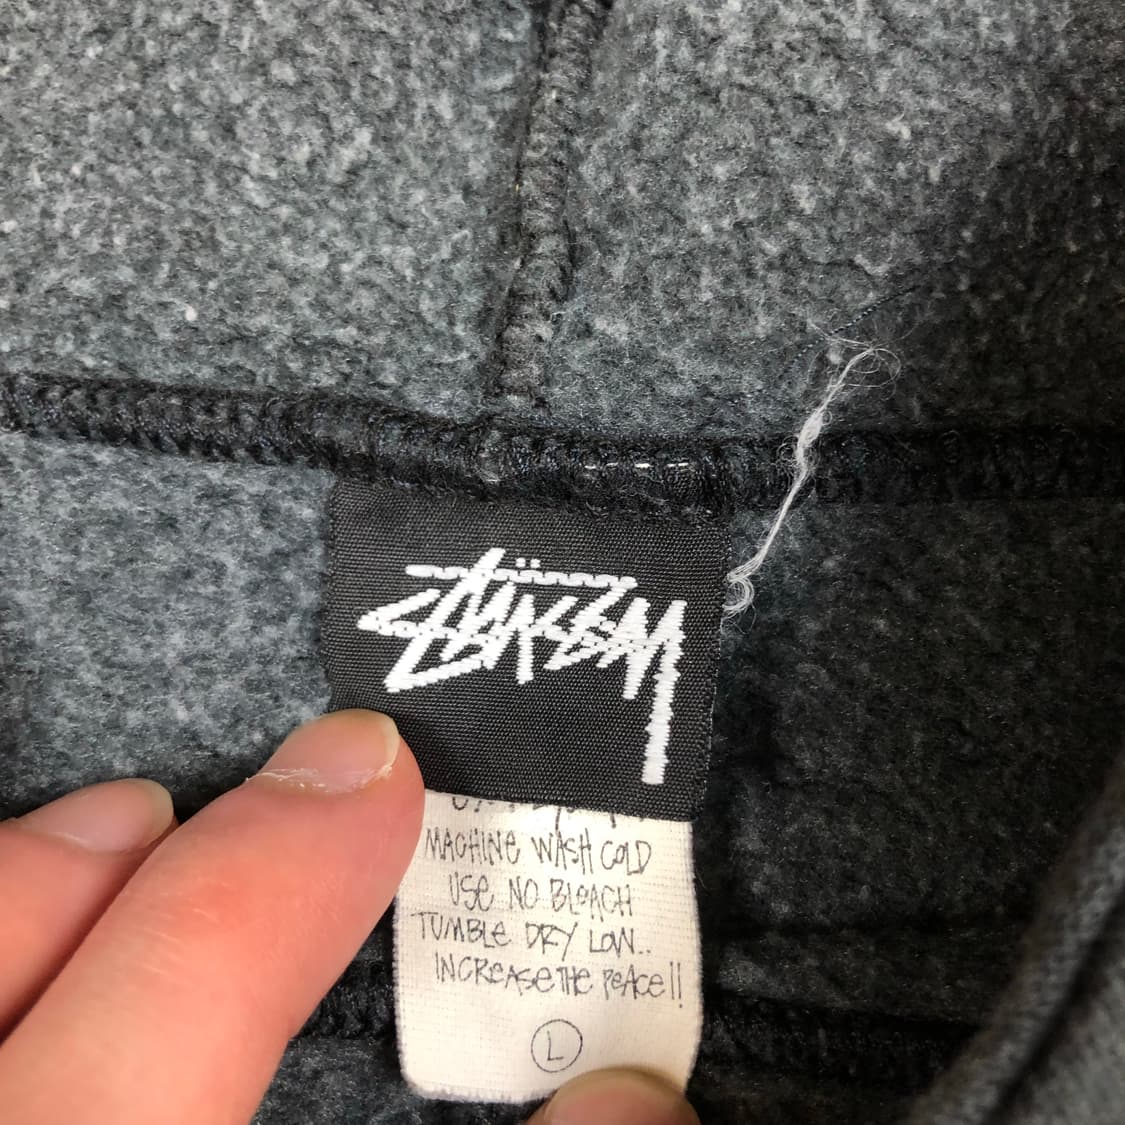 Stüssy
MACHINE WASH COLD
USE NO BLEACH
TUMBLE DRY LOW..
INCREASE THE PEACE!!
L